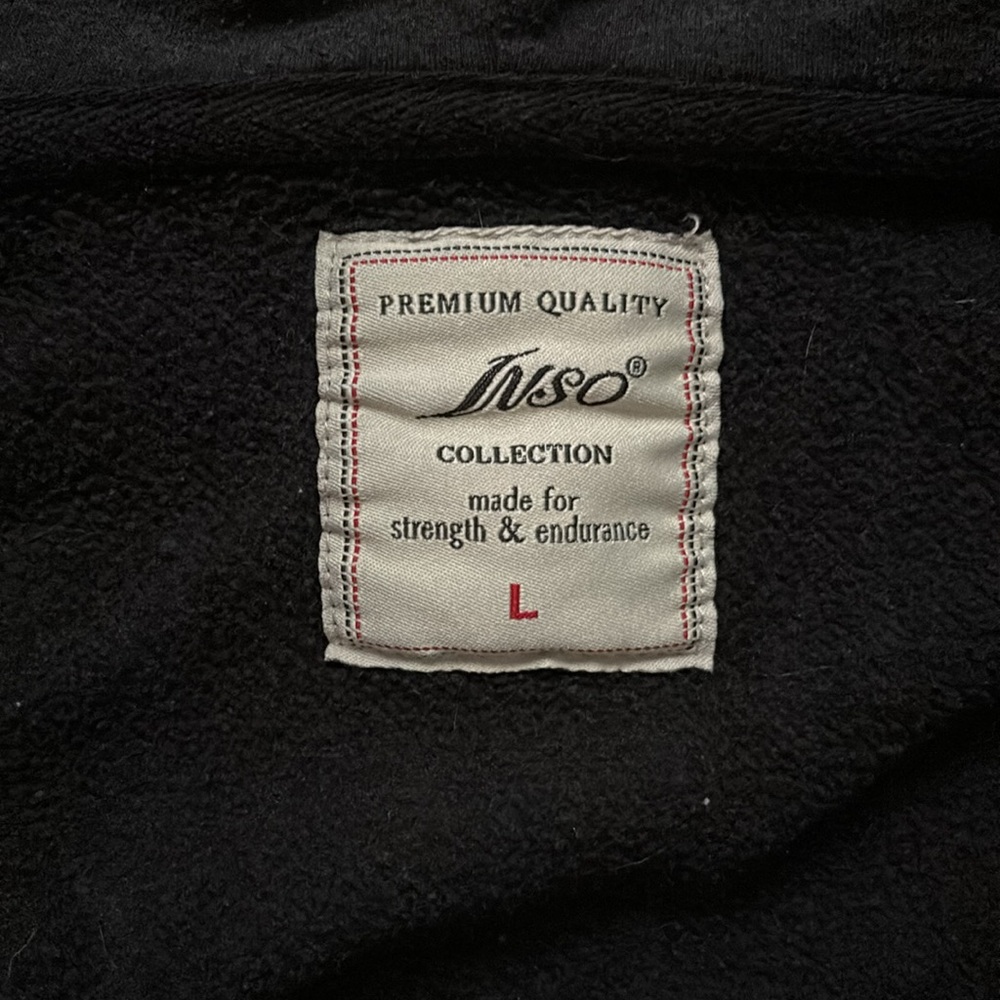 PREMIUM QUALITY
INSO®
COLLECTION
made for
strength & endurance
L